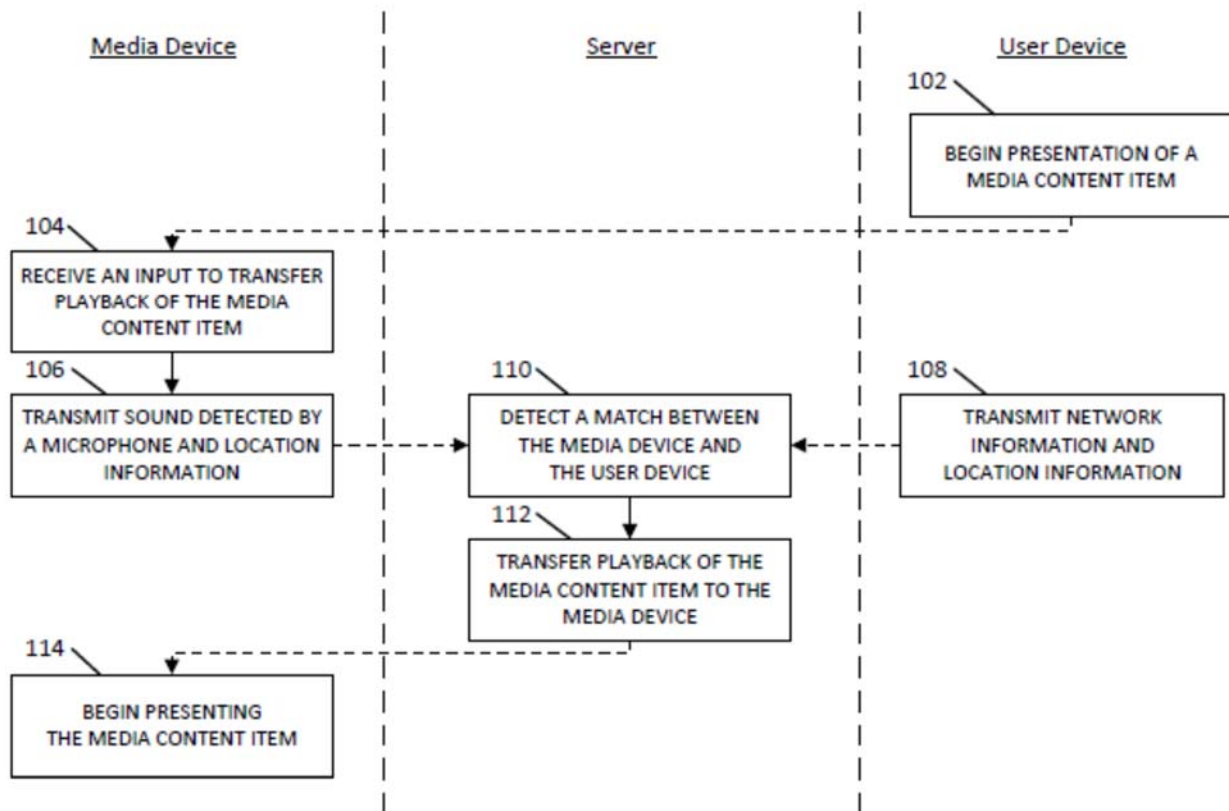 Media Device
Server
User Device
102
BEGIN PRESENTATION OF A
MEDIA CONTENT ITEM
104
RECEIVE AN INPUT TO TRANSFER
PLAYBACK OF THE MEDIA
CONTENT ITEM
106
TRANSMIT SOUND DETECTED BY
A MICROPHONE AND LOCATION
INFORMATION
110
DETECT A MATCH BETWEEN
THE MEDIA DEVICE AND
THE USER DEVICE
108
TRANSMIT NETWORK
INFORMATION AND
LOCATION INFORMATION
112
TRANSFER PLAYBACK OF THE
MEDIA CONTENT ITEM TO THE
MEDIA DEVICE
114
BEGIN PRESENTING
THE MEDIA CONTENT ITEM